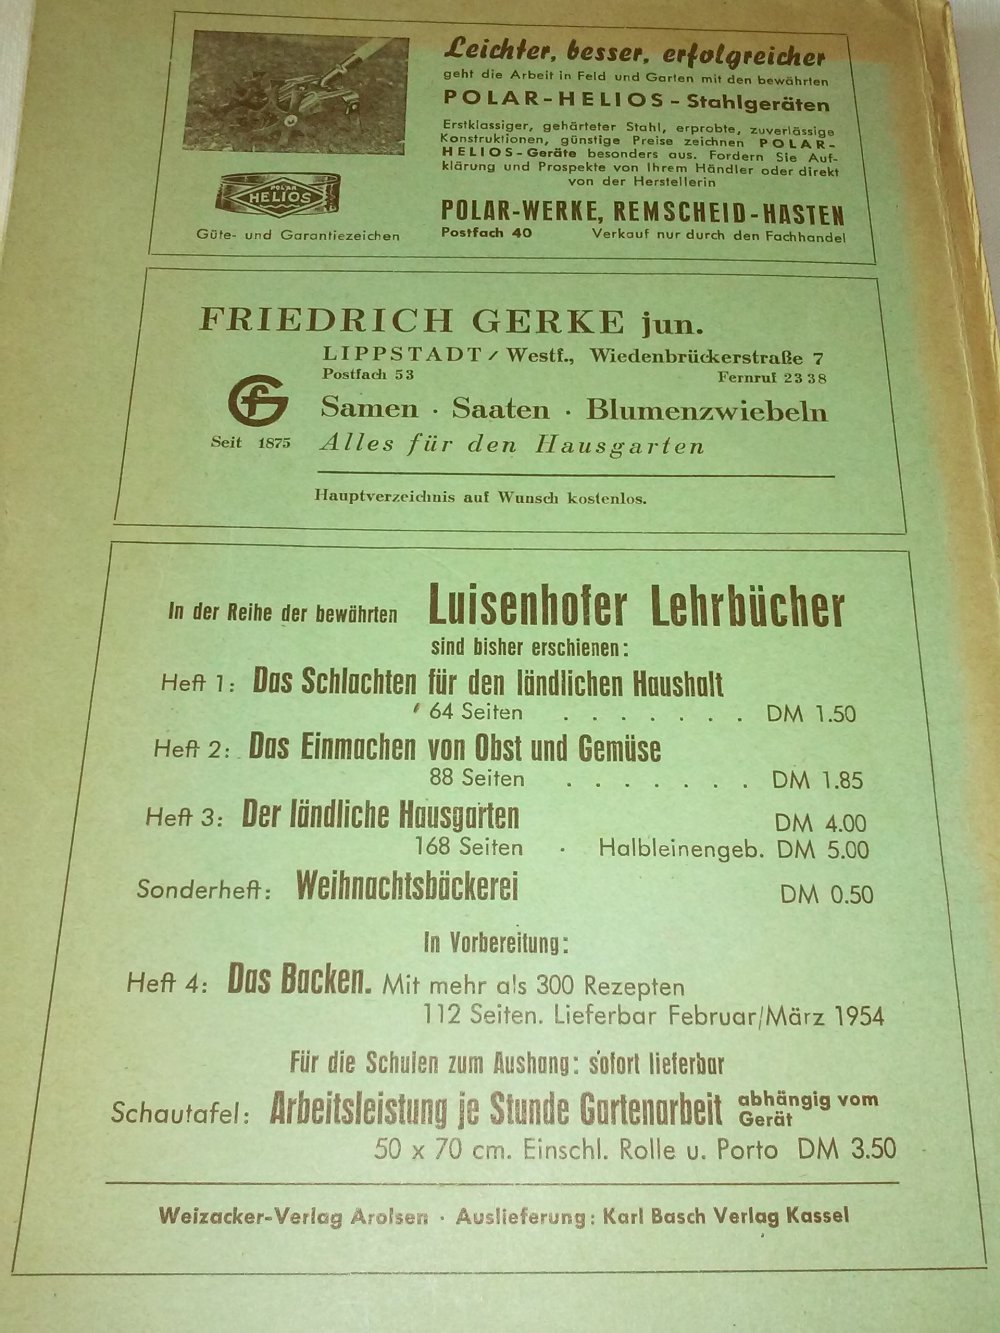 Leichter, besser, erfolgreicher
geht die Arbeit in Feld und Garten mit den bewährten
POLAR-HELIOS-Stahlgeräten
Erstklassiger, gehärteter Stahl, erprobte, zuverlässige
Konstruktionen, günstige Preise zeichnen POLAR-
HELIOS-Geräte besonders aus. Fordern Sie Auf-
klärung und Prospekte von Ihrem Händler oder direkt
von der Herstellerin
POLAR
HELIOS
Güte- und Garantiezeichen
POLAR-WERKE, REMSCHEID-HASTEN
Postfach 40 Verkauf nur durch den Fachhandel
FRIEDRICH GERKE jun.
LIPPSTADT / Westf., Wiedenbrückerstraße 7
Postfach 53 Fernruf 2338
fG
Samen · Saaten · Blumenzwiebeln
Seit 1875 Alles für den Hausgarten
Hauptverzeichnis auf Wunsch kostenlos.
In der Reihe der bewährten Luisenhofer Lehrbücher
sind bisher erschienen:
Heft 1: Das Schlachten für den ländlichen Haushalt
64 Seiten . . . . . . . DM 1.50
Heft 2: Das Einmachen von Obst und Gemüse
88 Seiten . . . . . . . DM 1.85
Heft 3: Der ländliche Hausgarten DM 4.00
168 Seiten · Halbleinengeb. DM 5.00
Sonderheft: Weihnachtsbäckerei DM 0.50
In Vorbereitung:
Heft 4: Das Backen. Mit mehr als 300 Rezepten
112 Seiten. Lieferbar Februar/März 1954
Für die Schulen zum Aushang: sofort lieferbar
Schautafel: Arbeitsleistung je Stunde Gartenarbeit abhängig vom
Gerät
50 x 70 cm. Einschl. Rolle u. Porto DM 3.50
Weizacker-Verlag Arolsen · Auslieferung: Karl Basch Verlag Kassel